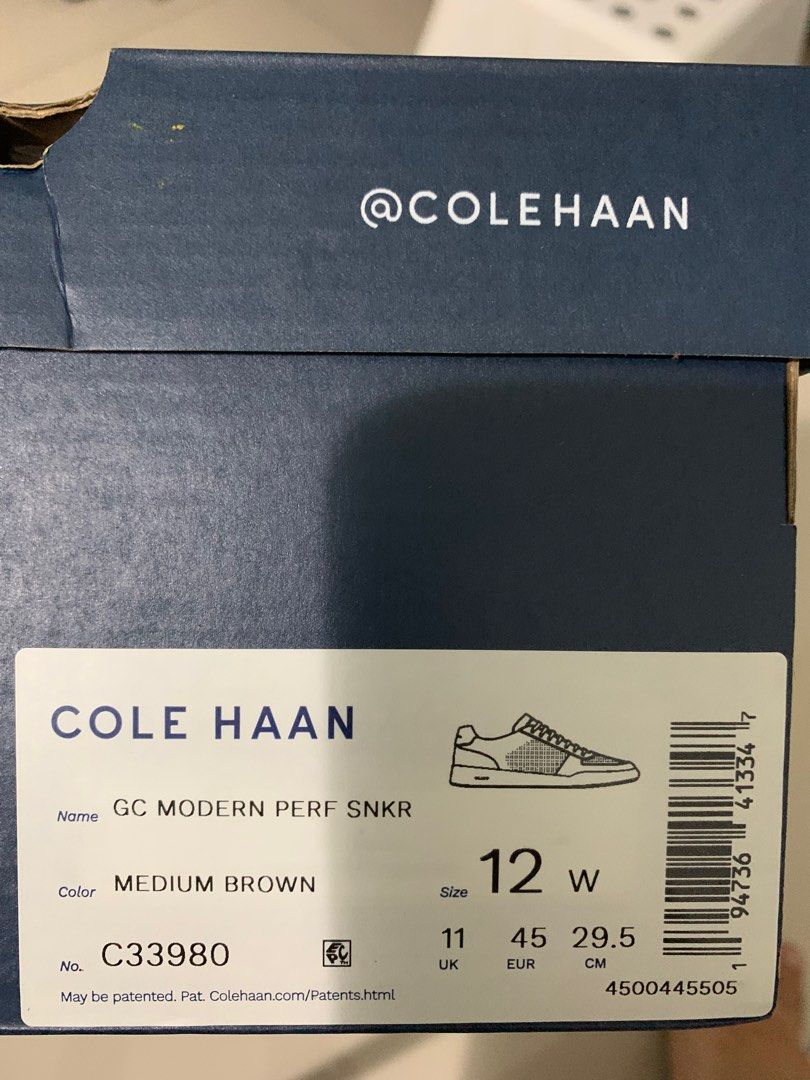 @COLEHAAN
COLE HAAN
Name GC MODERN PERF SNKR
Color MEDIUM BROWN
Size 12 W
No. C33980
11 45 29.5
UK EUR CM
May be patented. Pat. Colehaan.com/Patents.html
4500445505
1 94736 41334 7